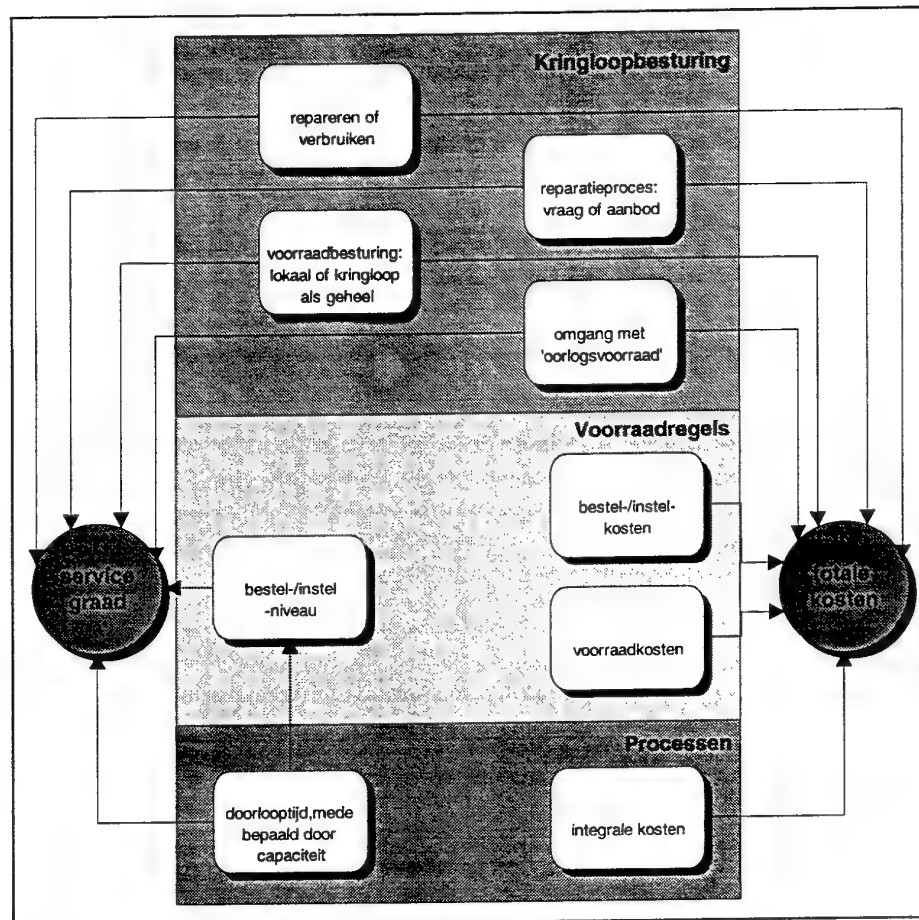 Kringloopbesturing
repareren of
verbruiken
reparatieproces:
vraag of aanbod
voorraadbesturing:
lokaal of kringloop
als geheel
omgang met
'oorlogsvoorraad'
Voorraadregels
bestel-/instel-
kosten
service
graad
bestel-/instel
-niveau
totale
kosten
voorraadkosten
Processen
doorlooptijd,mede
bepaald door
capaciteit
integrale kosten